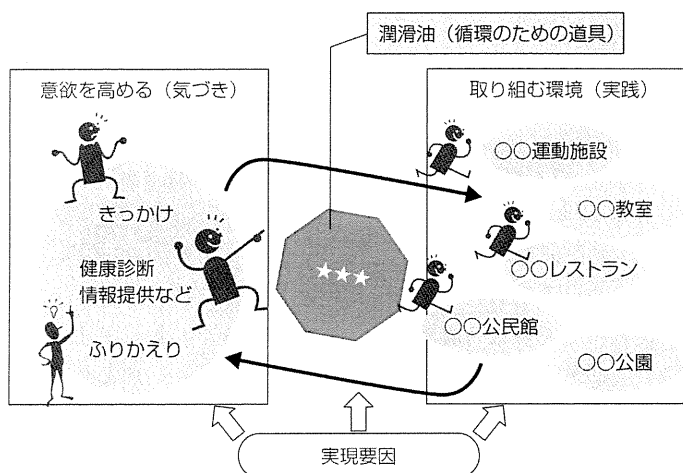 潤滑油（循環のための道具）
意欲を高める（気づき）
きっかけ
健康診断
情報提供など
ふりかえり
★★★
取り組む環境（実践）
○○運動施設
○○教室
○○レストラン
○○公民館
○○公園
実現要因